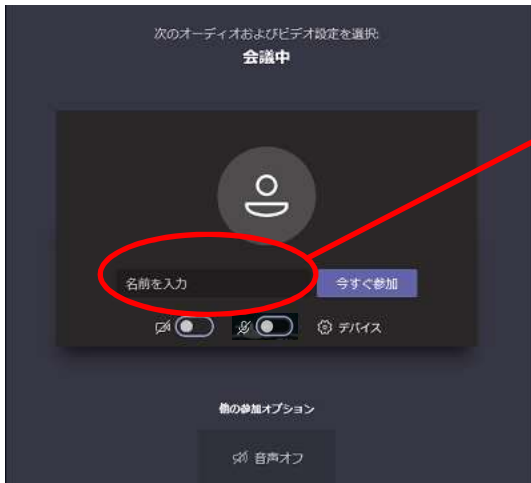 次のオーディオおよびビデオ設定を選択:
会議中
名前を入力
今すぐ参加
デバイス
他の参加オプション
音声オフ